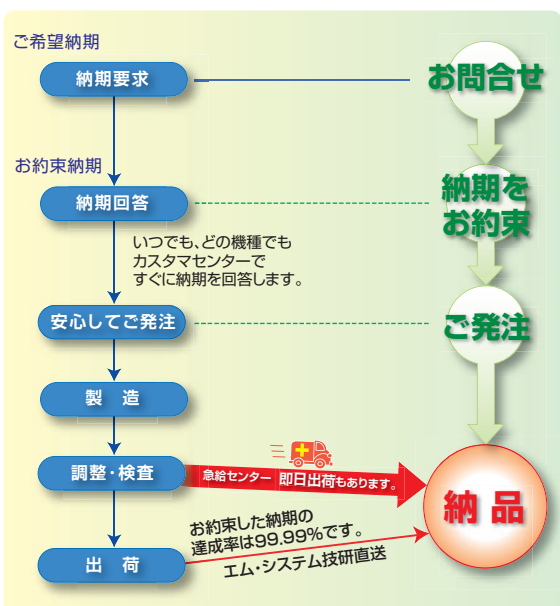 ご希望納期
納期要求
お問合せ
お約束納期
納期回答
納期を
お約束
いつでも、どの機種でも
カスタマセンターで
すぐに納期を回答します。
安心してご発注
ご発注
製　造
調整・検査
急給センター 即日出荷もあります。
納 品
お約束した納期の
達成率は99.99%です。
エム・システム技研直送
出　荷